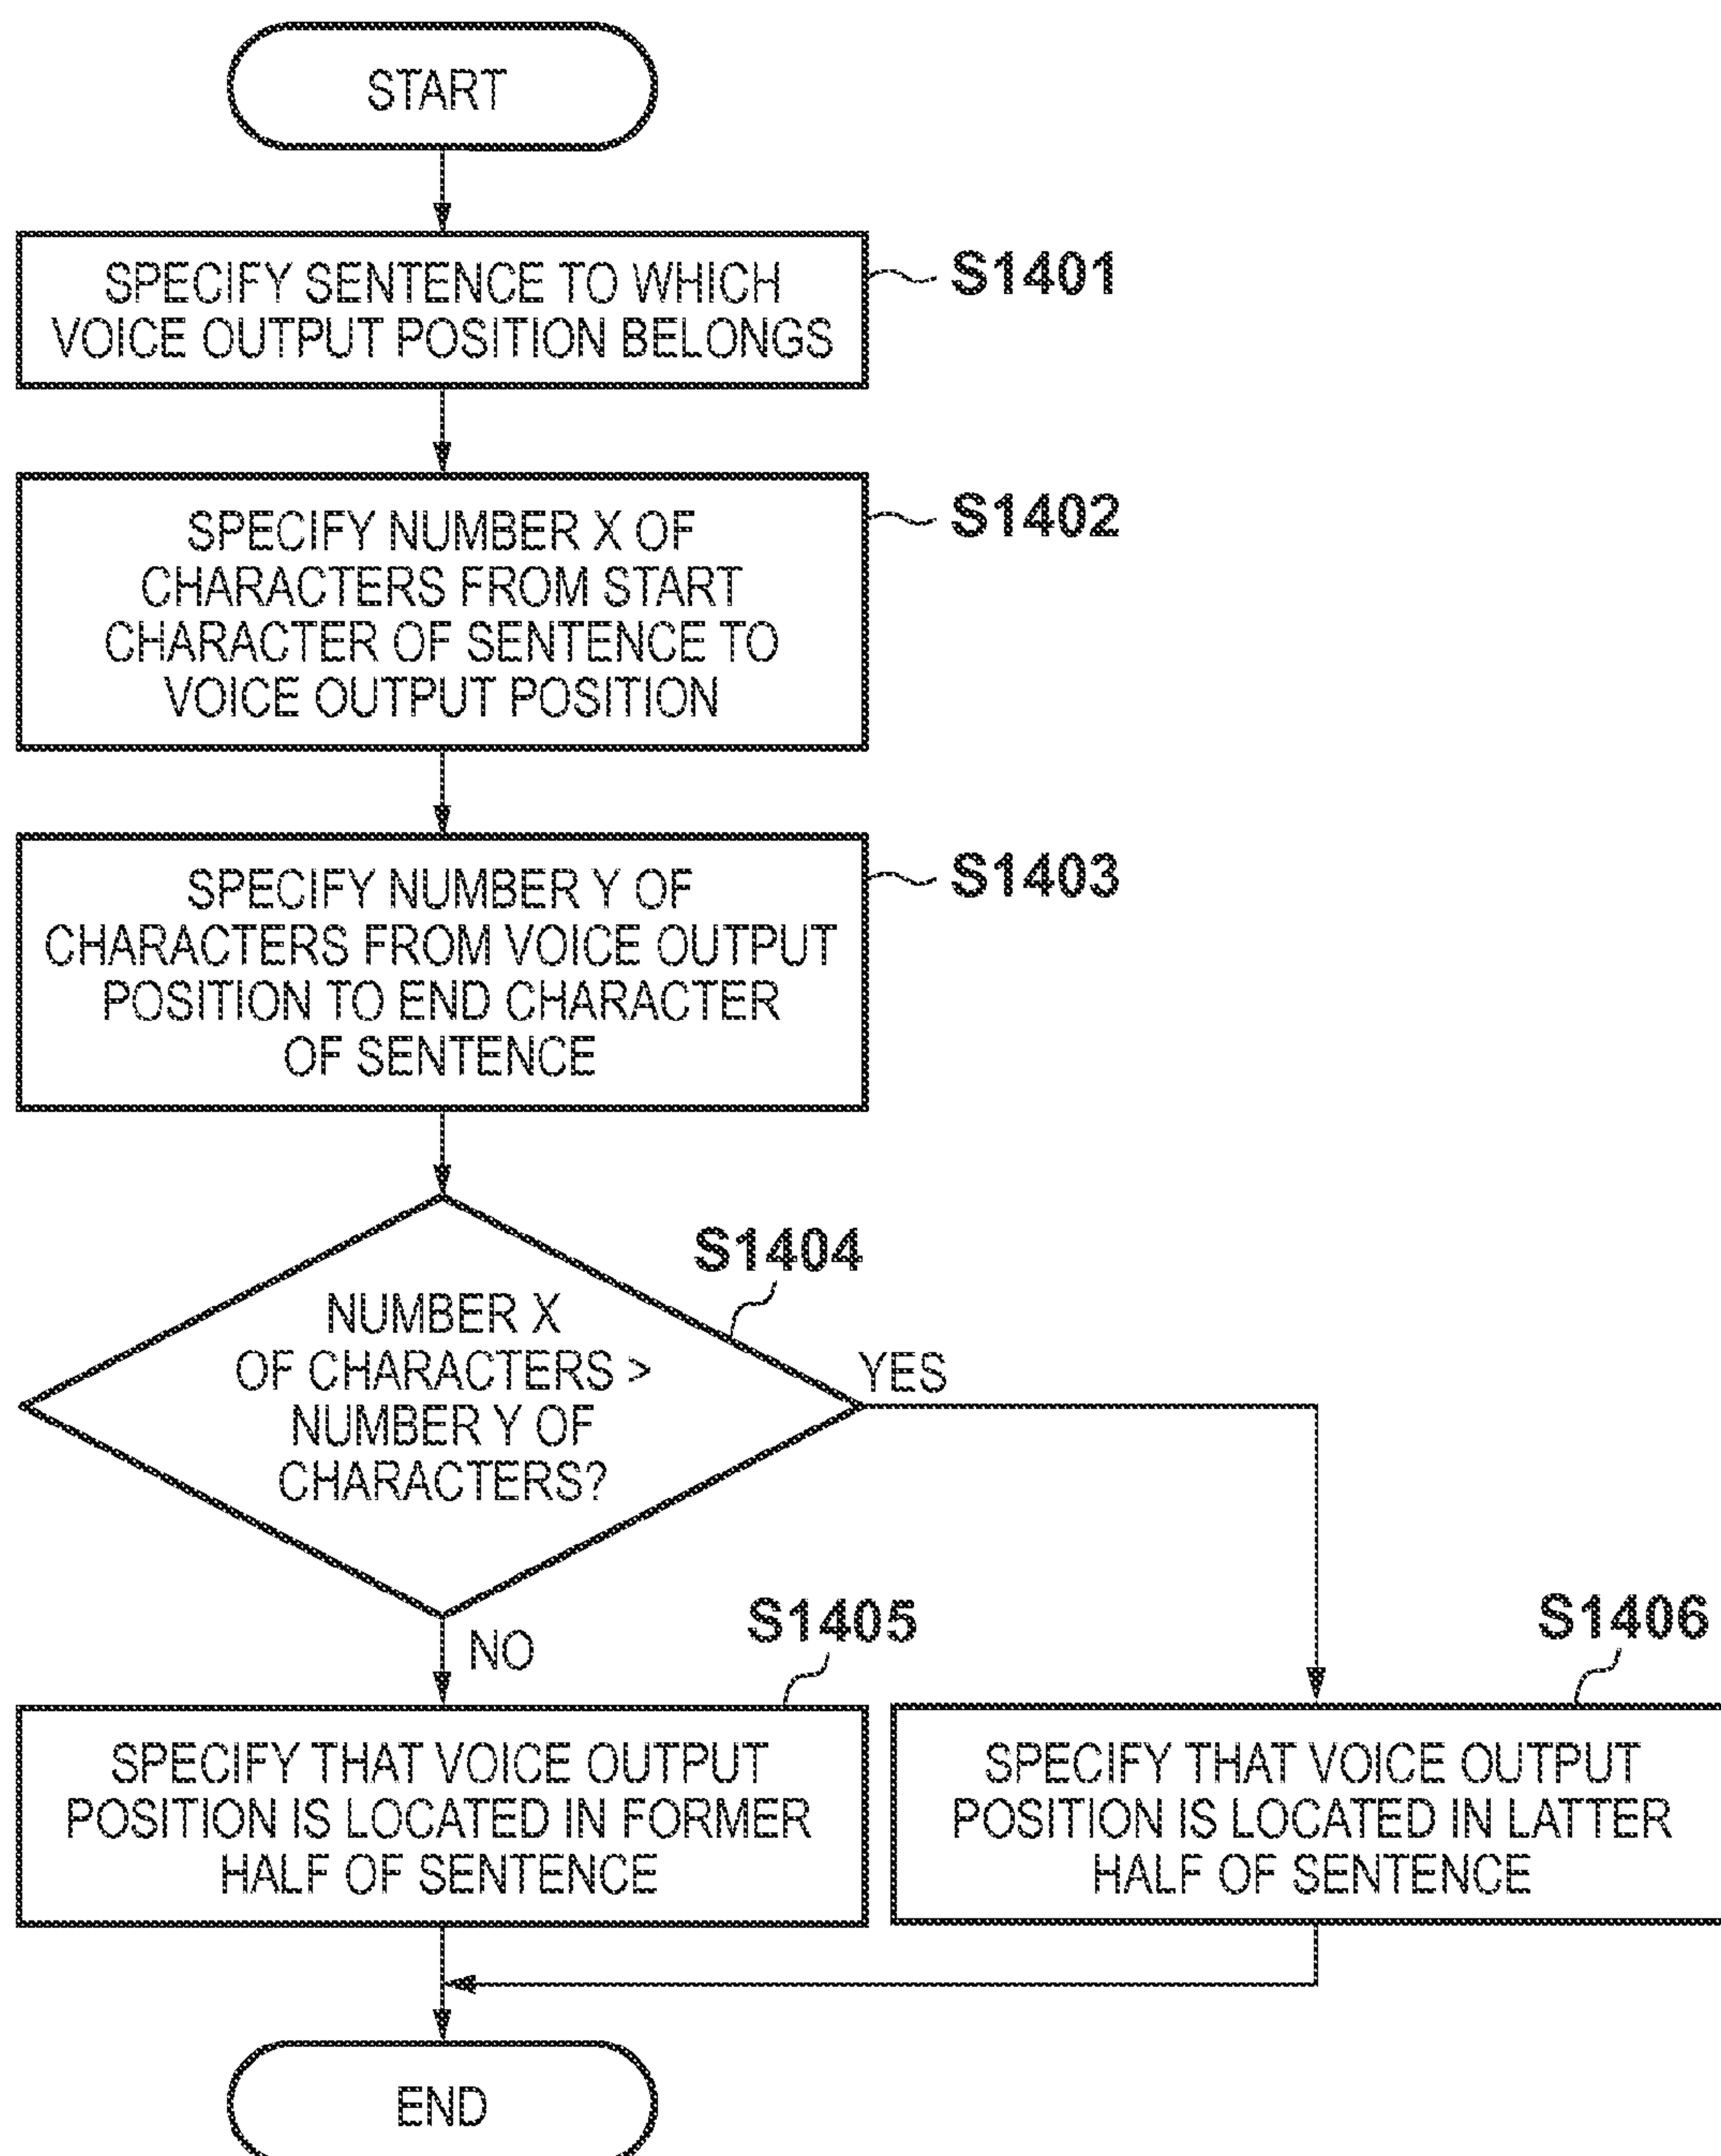 START
SPECIFY SENTENCE TO WHICH
VOICE OUTPUT POSITION BELONGS
S1401
SPECIFY NUMBER X OF
CHARACTERS FROM START
CHARACTER OF SENTENCE TO
VOICE OUTPUT POSITION
S1402
SPECIFY NUMBER Y OF
CHARACTERS FROM VOICE OUTPUT
POSITION TO END CHARACTER
OF SENTENCE
S1403
S1404
NUMBER X
OF CHARACTERS >
NUMBER Y OF
CHARACTERS?
YES
NO
S1405
SPECIFY THAT VOICE OUTPUT
POSITION IS LOCATED IN FORMER
HALF OF SENTENCE
S1406
SPECIFY THAT VOICE OUTPUT
POSITION IS LOCATED IN LATTER
HALF OF SENTENCE
END